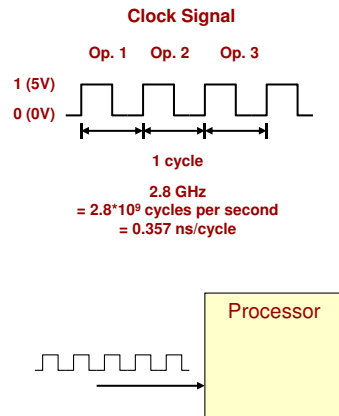 Clock Signal
Op. 1 Op. 2 Op. 3
1 (5V)
0 (0V)
1 cycle
2.8 GHz
= 2.8*10⁹ cycles per second
= 0.357 ns/cycle
Processor